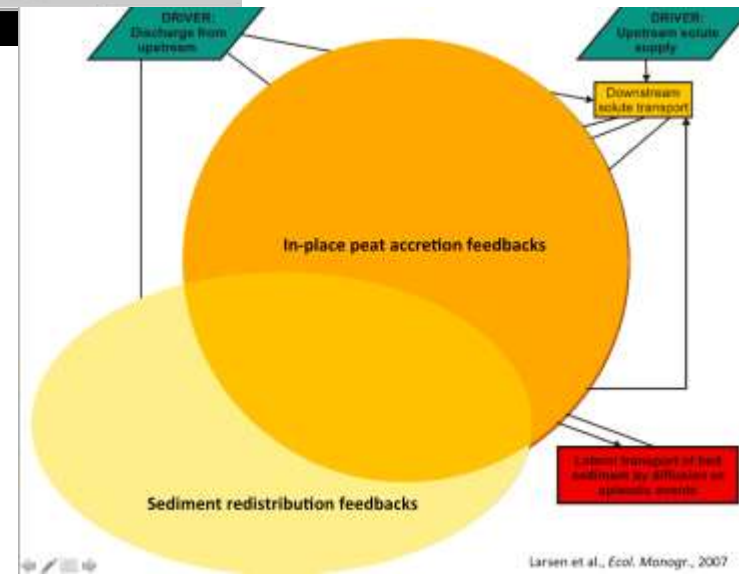 DRIVER:
Discharge from
upstream
DRIVER:
Upstream solute
supply
Downstream
solute transport
In-place peat accretion feedbacks
Lateral transport of bed
sediment by diffusion or
episodic events
Sediment redistribution feedbacks
Larsen et al., Ecol. Monogr., 2007